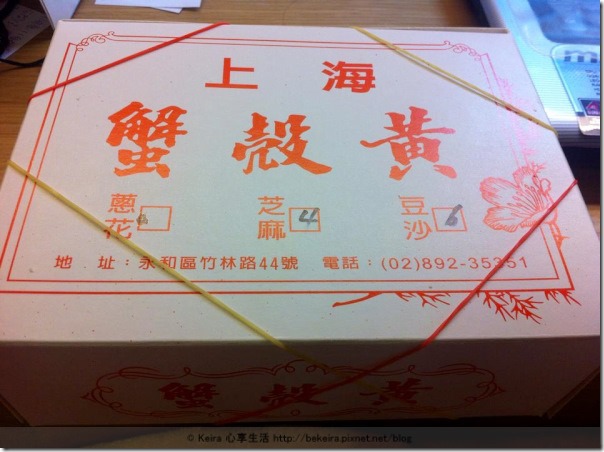 上海
蟹殼黃
蔥花 芝麻 4 豆沙 6
地址：永和區竹林路44號 電話：(02)892-35351
蟹殼黃
© Keira 心享生活 http://bekeira.pixnet.net/blog